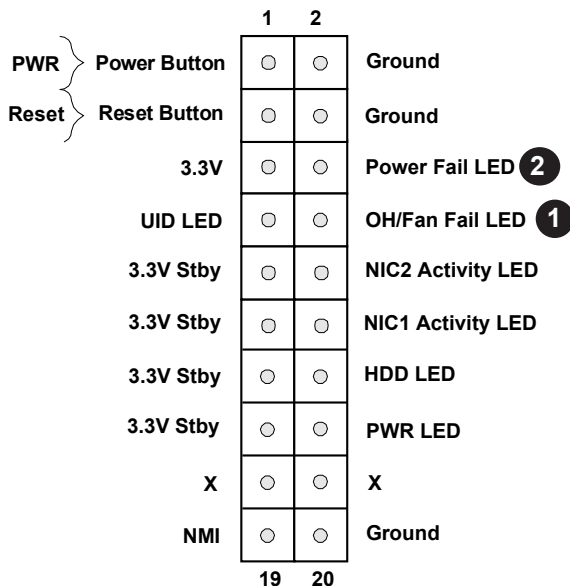 1 2
PWR Power Button Ground
Reset Reset Button Ground
3.3V Power Fail LED 2
UID LED OH/Fan Fail LED 1
3.3V Stby NIC2 Activity LED
3.3V Stby NIC1 Activity LED
3.3V Stby HDD LED
3.3V Stby PWR LED
X X
NMI Ground
19 20